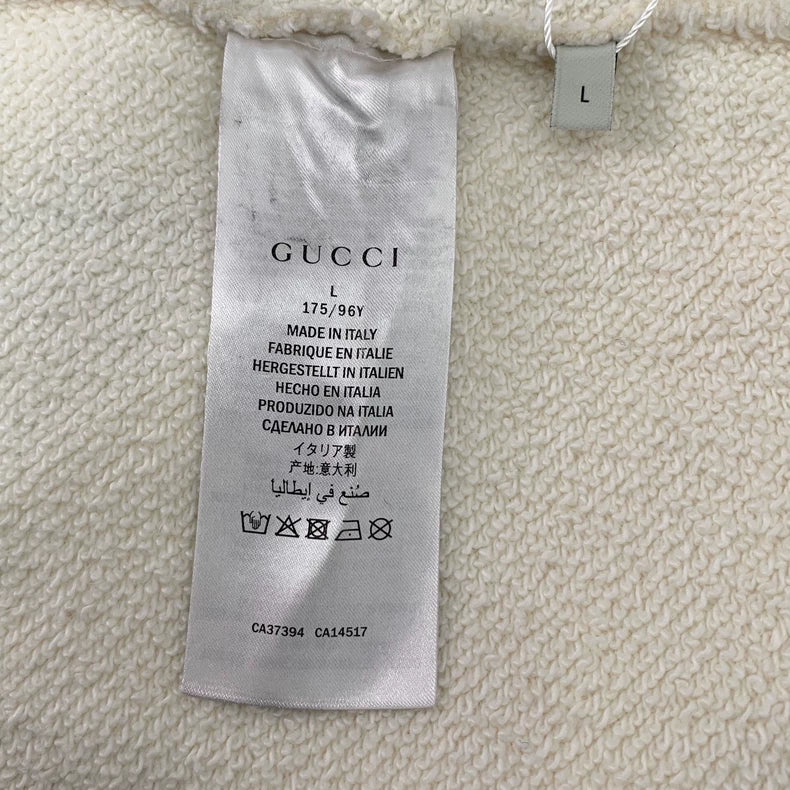 L
GUCCI
L
175/96Y
MADE IN ITALY
FABRIQUE EN ITALIE
HERGESTELLT IN ITALIEN
HECHO EN ITALIA
PRODUZIDO NA ITALIA
СДЕЛАНО В ИТАЛИИ
イタリア製
产地:意大利
صُنع في إيطاليا
CA37394 CA14517